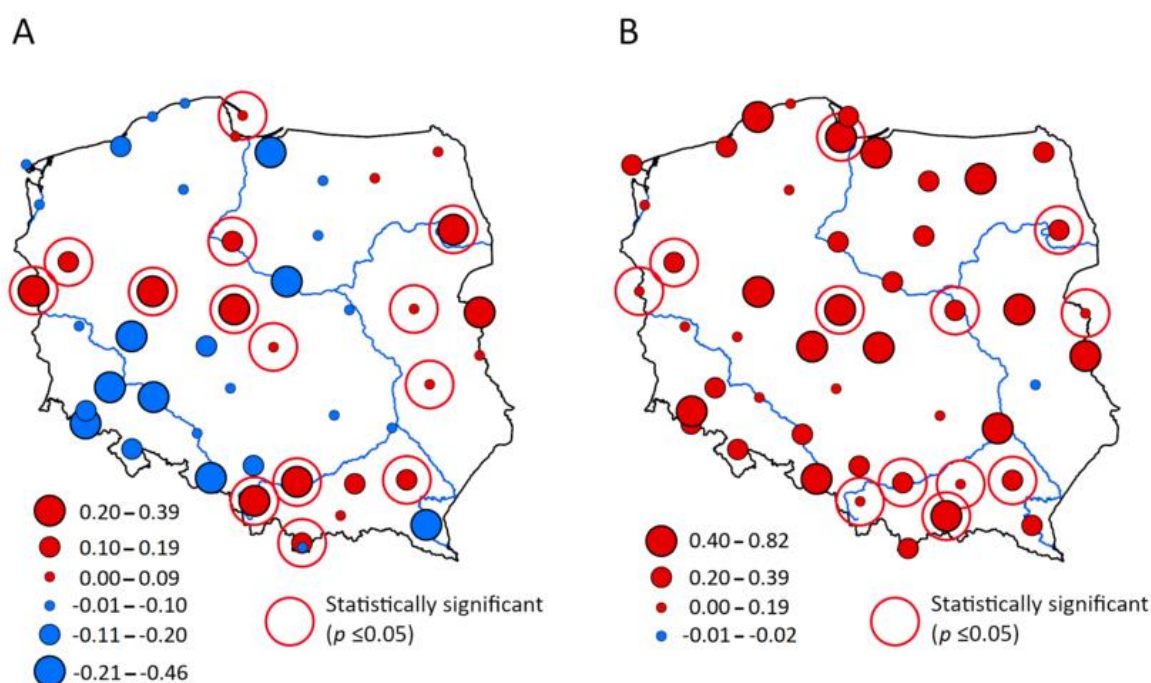 A
B
0.20 – 0.39
0.10 – 0.19
0.00 – 0.09
-0.01 – -0.10
-0.11 – -0.20
-0.21 – -0.46
Statistically significant
(p ≤0.05)
0.40 – 0.82
0.20 – 0.39
0.00 – 0.19
-0.01 – -0.02
Statistically significant
(p ≤0.05)